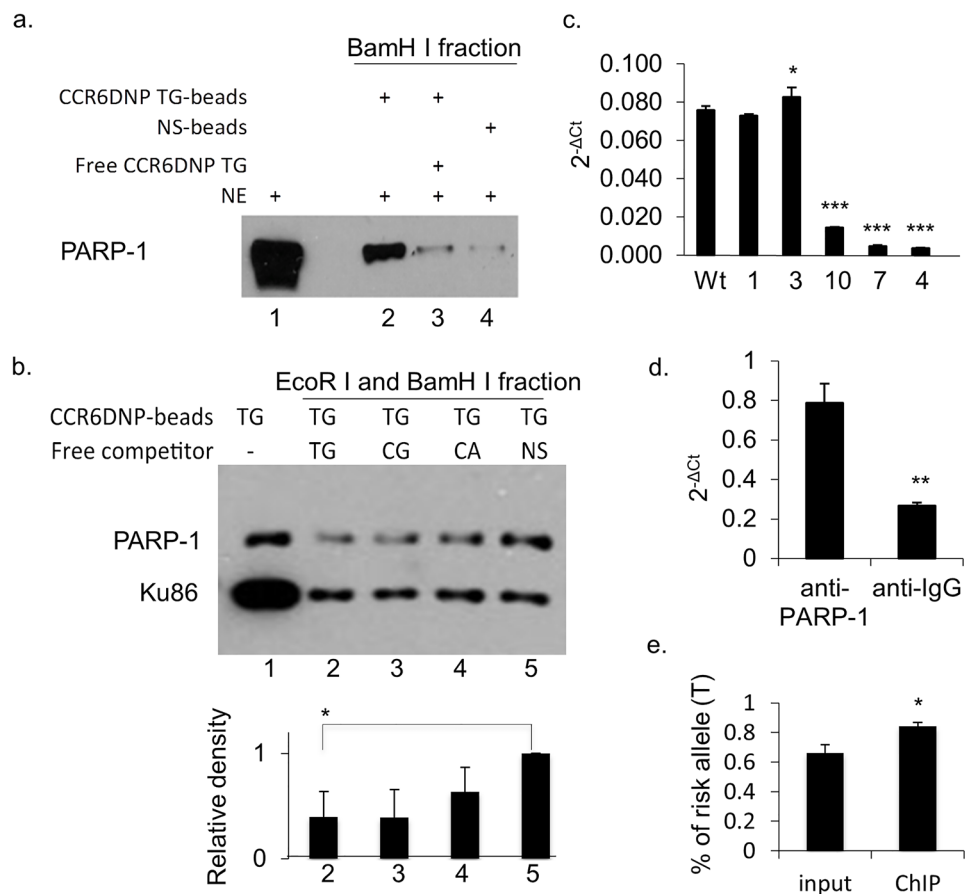 a.
BamH I fraction
CCR6DNP TG-beads + +
NS-beads +
Free CCR6DNP TG +
NE + + + +
PARP-1
1 2 3 4
b.
EcoR I and BamH I fraction
CCR6DNP-beads TG TG TG TG TG
Free competitor - TG CG CA NS
PARP-1
Ku86
1 2 3 4 5
Relative density
*
1
0
2 3 4 5
c.
2-ΔCt
0.100
0.080
0.060
0.040
0.020
0.000
*
*** *** ***
Wt 1 3 10 7 4
d.
2-ΔCt
1
0.8
0.6
0.4
0.2
0
**
anti-PARP-1 anti-IgG
e.
% of risk allele (T)
1
0.8
0.6
0.4
0.2
0
*
input ChIP